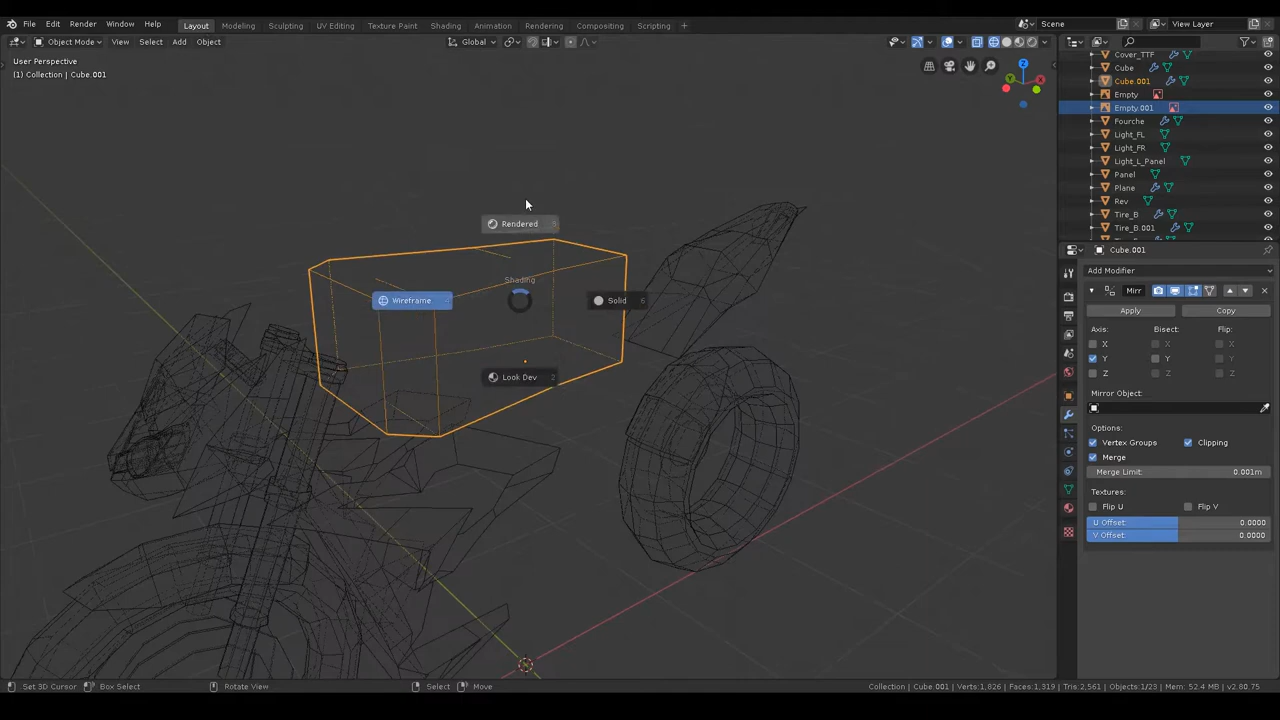 File Edit Render Window Help Layout Modeling Sculpting UV Editing Texture Paint Shading Animation Rendering Compositing Scripting + Scene View Layer
Object Mode View Select Add Object Global
User Perspective
(1) Collection | Cube.001
Z
Y X
Cover_TTF
Cube
Cube.001
Empty
Empty.001
Fourche
Light_FL
Light_FR
Light_L_Panel
Panel
Plane
Rev
Tire_B
Tire_B.001
Rendered 8
Shading
Wireframe 4
Solid 6
Look Dev 2
Cube.001
Add Modifier
Mirr
Apply Copy
Axis: Bisect: Flip:
X X X
Y Y Y
Z Z Z
Mirror Object:
Options:
Vertex Groups Clipping
Merge
Merge Limit: 0.001m
Textures:
Flip U Flip V
U Offset: 0.0000
V Offset: 0.0000
Set 3D Cursor Box Select Rotate View Select Move Collection | Cube.001 | Verts:1,826 | Faces:1,319 | Tris:2,561 | Objects:1/23 | Mem: 52.4 MB | v2.80.75